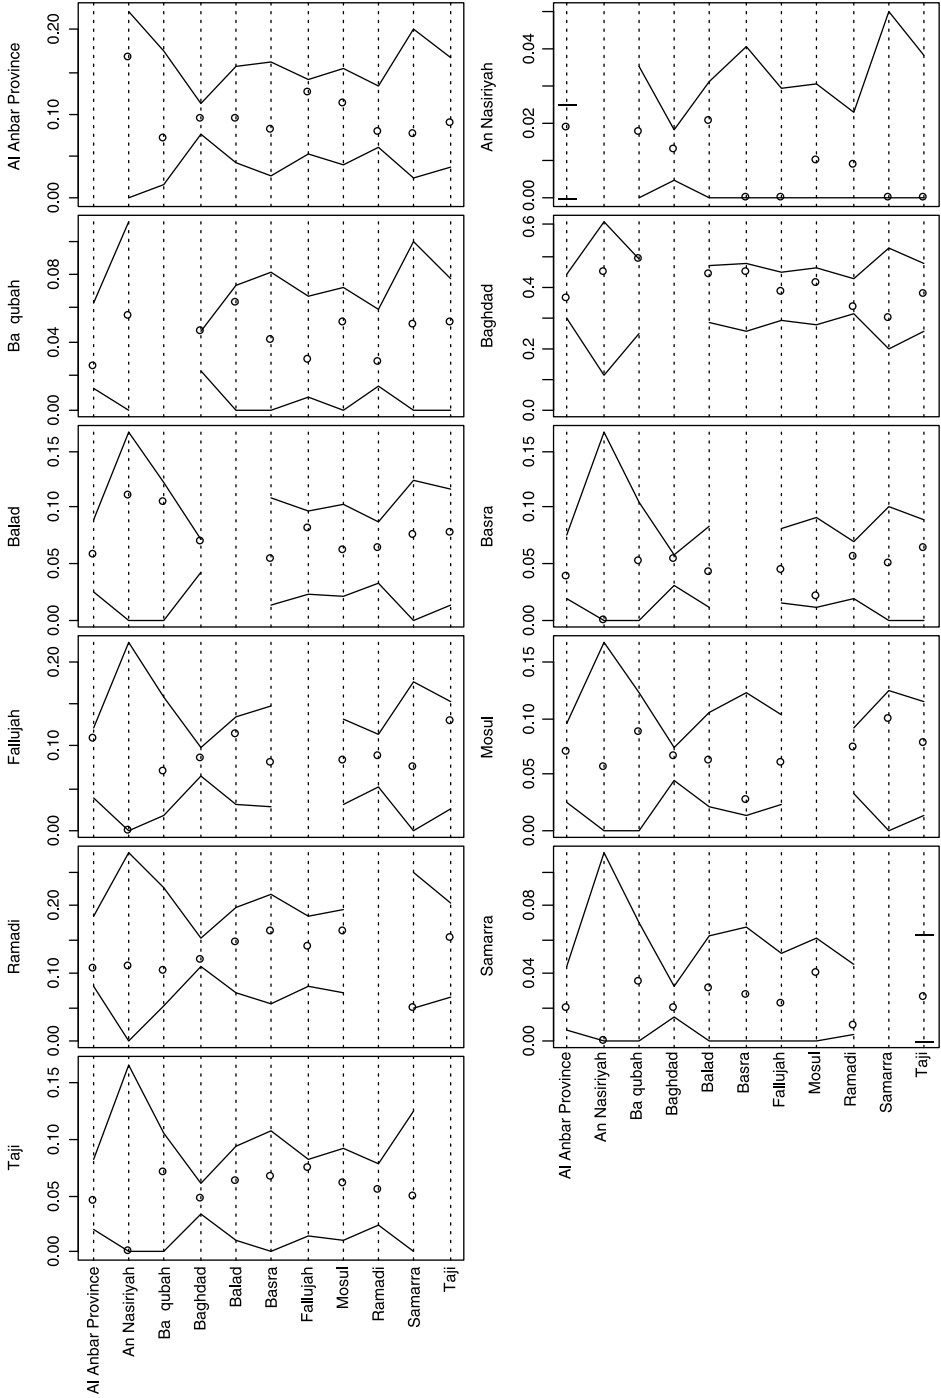 Al Anbar Province
0.00 0.10 0.20
An Nasiriyah
0.00 0.02 0.04
Ba qubah
0.00 0.04 0.08
Baghdad
0.0 0.2 0.4 0.6
Balad
0.00 0.05 0.10 0.15
Basra
0.00 0.05 0.10 0.15
Fallujah
0.00 0.10 0.20
Mosul
0.00 0.05 0.10 0.15
Ramadi
0.00 0.10 0.20
Samarra
0.00 0.04 0.08
Taji
0.00 0.05 0.10 0.15
Al Anbar Province
An Nasiriyah
Ba qubah
Baghdad
Balad
Basra
Fallujah
Mosul
Ramadi
Samarra
Taji
Al Anbar Province
An Nasiriyah
Ba qubah
Baghdad
Balad
Basra
Fallujah
Mosul
Ramadi
Samarra
Taji